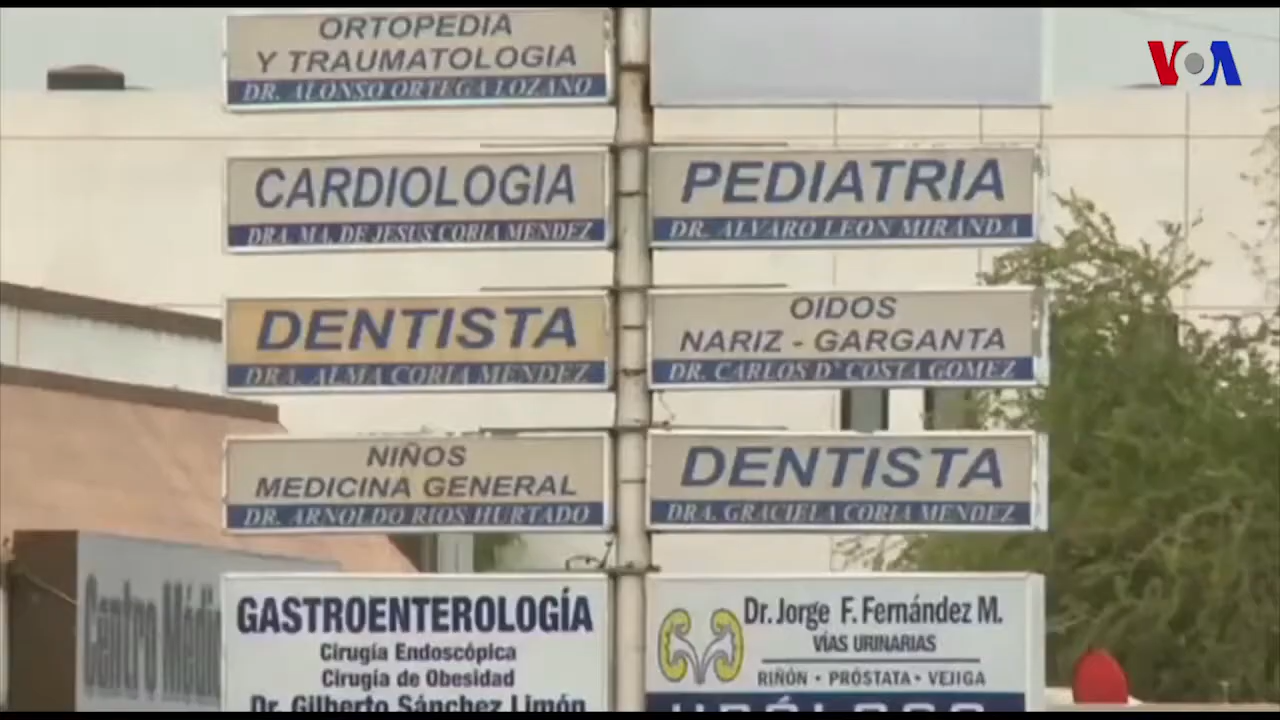 VOA
ORTOPEDIA
Y TRAUMATOLOGIA
DR. ALONSO ORTEGA LOZANO
CARDIOLOGIA
DRA. MA. DE JESUS CORIA MENDEZ
PEDIATRIA
DR. ALVARO LEON MIRANDA
DENTISTA
DRA. ALMA CORIA MENDEZ
OIDOS
NARIZ - GARGANTA
DR. CARLOS D' COSTA GOMEZ
NIÑOS
MEDICINA GENERAL
DR. ARNOLDO RIOS HURTADO
DENTISTA
DRA. GRACIELA CORIA MENDEZ
Centro
GASTROENTEROLOGÍA
Cirugía Endoscópica
Cirugía de Obesidad
Dr. Gilberto Sánchez Limón
Dr. Jorge F. Fernández M.
VÍAS URINARIAS
RIÑÓN • PRÓSTATA • VEJIGA